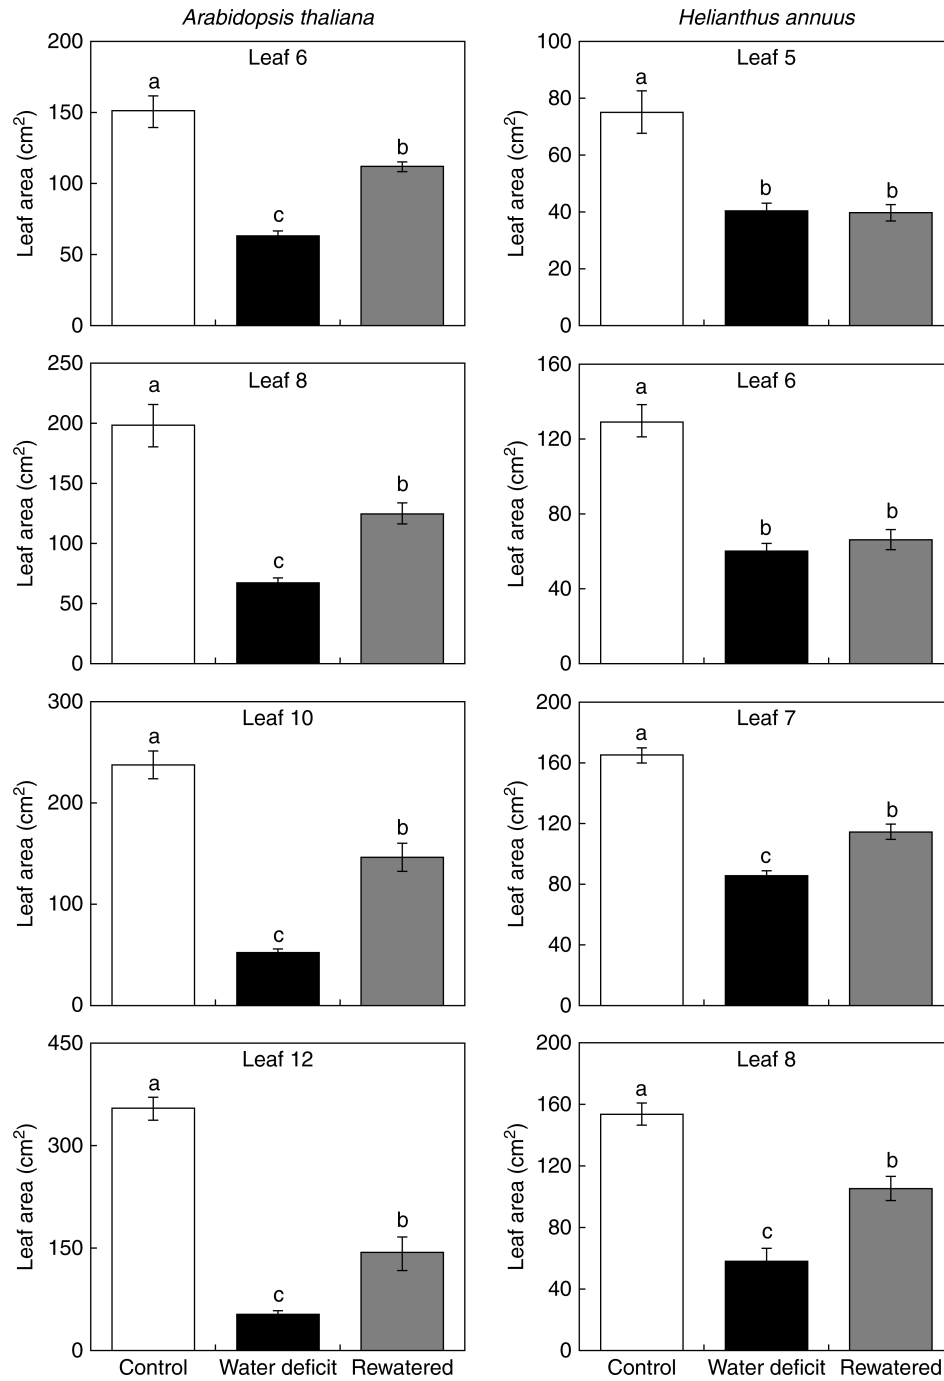 Arabidopsis thaliana
Helianthus annuus
Leaf 6
Leaf area (cm²)
200
150
100
50
0
a
c
b
Leaf 5
Leaf area (cm²)
100
80
60
40
20
0
a
b
b
Leaf 8
Leaf area (cm²)
250
200
150
100
50
0
a
c
b
Leaf 6
Leaf area (cm²)
160
120
80
40
0
a
b
b
Leaf 10
Leaf area (cm²)
300
200
100
0
a
c
b
Leaf 7
Leaf area (cm²)
200
160
120
80
40
0
a
c
b
Leaf 12
Leaf area (cm²)
450
300
150
0
a
c
b
Control Water deficit Rewatered
Leaf 8
Leaf area (cm²)
200
160
120
80
40
0
a
c
b
Control Water deficit Rewatered